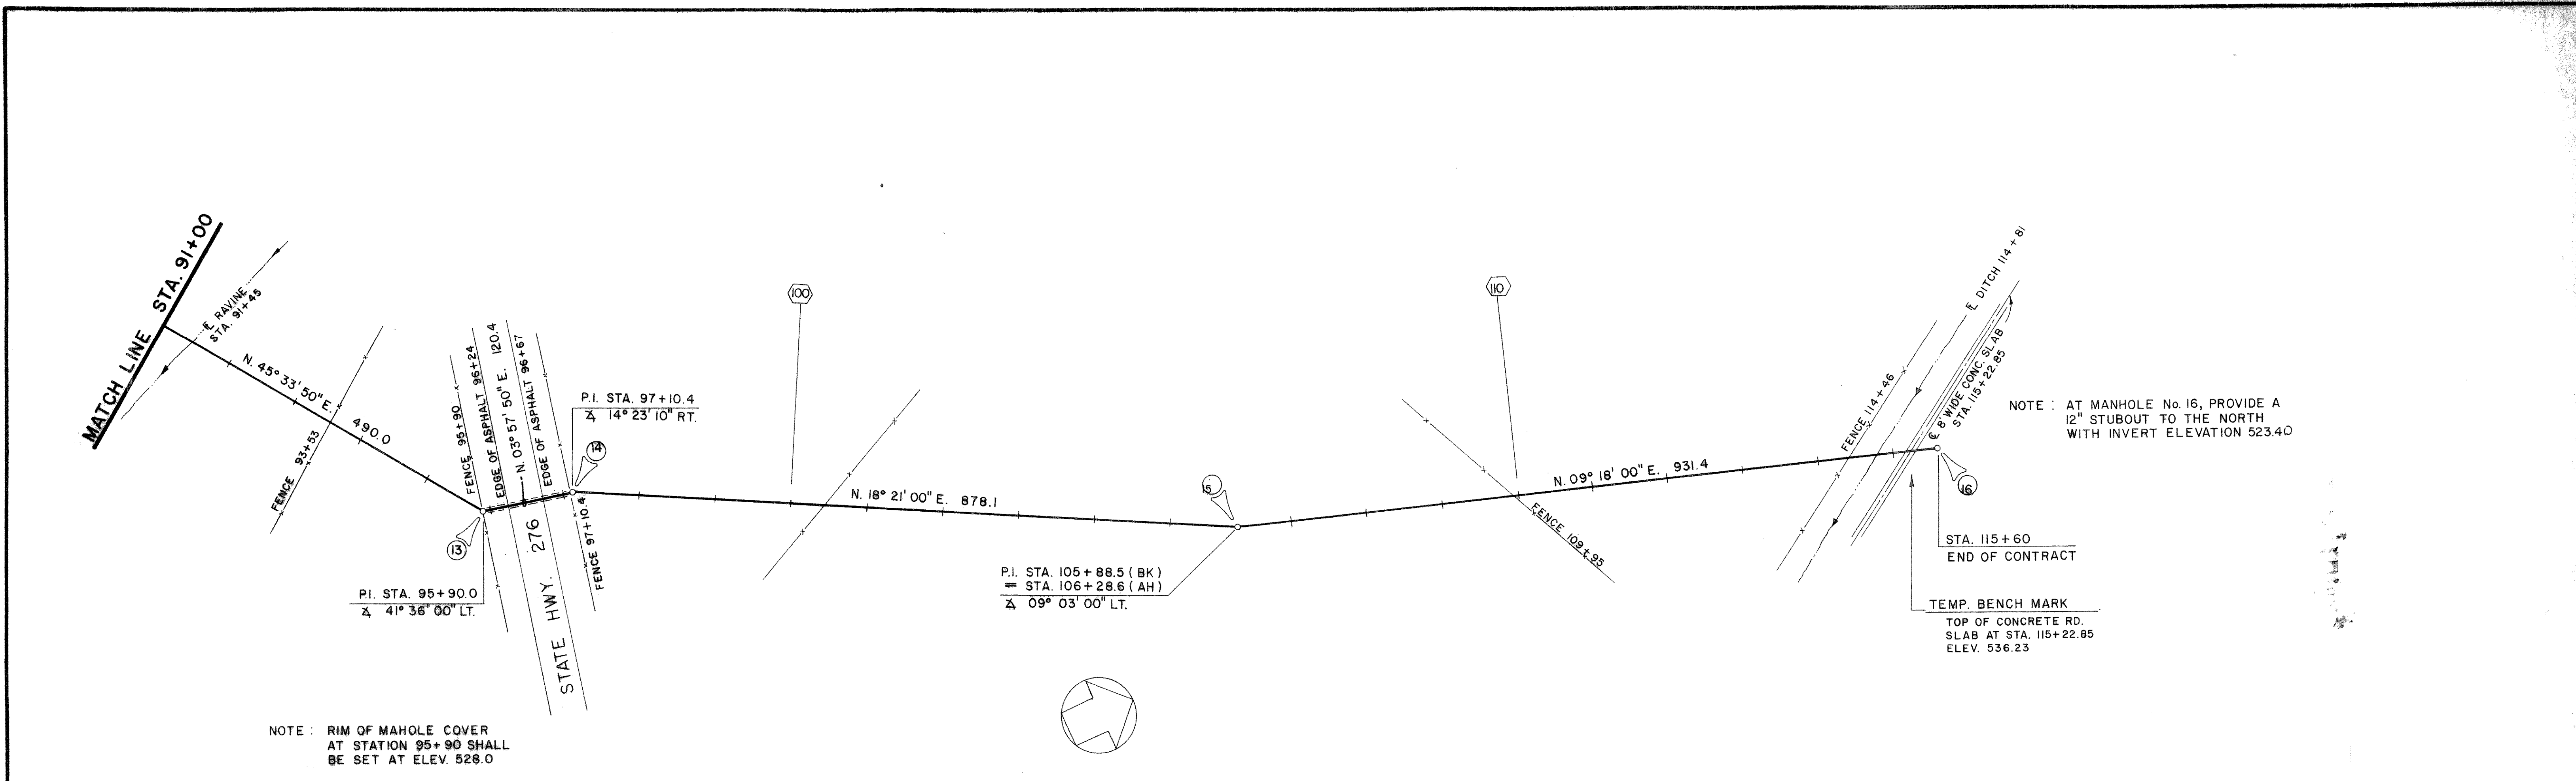 MATCH LINE STA. 91+00
℄ RAVINE
STA. 91+45
N. 45° 33' 50" E. 490.0
FENCE 93+53
FENCE 95+90
EDGE OF ASPHALT 96+24
N. 03° 57' 50" E. 120.4
EDGE OF ASPHALT 96+67
STATE HWY. 276
FENCE 97+10.4
13
P.I. STA. 95+90.0
∡ 41° 36' 00" LT.
P.I. STA. 97+10.4
∡ 14° 23' 10" RT.
14
100
N. 18° 21' 00" E. 878.1
15
P.I. STA. 105+88.5 (BK)
= STA. 106+28.6 (AH)
∡ 09° 03' 00" LT.
110
FENCE 109+95
N. 09° 18' 00" E. 931.4
FENCE 114+46
℄ DITCH 114+81
℄ 8' WIDE CONC. SLAB
STA. 115+22.85
16
NOTE : AT MANHOLE No. 16, PROVIDE A
12" STUBOUT TO THE NORTH
WITH INVERT ELEVATION 523.40
STA. 115+60
END OF CONTRACT
TEMP. BENCH MARK
TOP OF CONCRETE RD.
SLAB AT STA. 115+22.85
ELEV. 536.23
NOTE : RIM OF MAHOLE COVER
AT STATION 95+90 SHALL
BE SET AT ELEV. 528.0